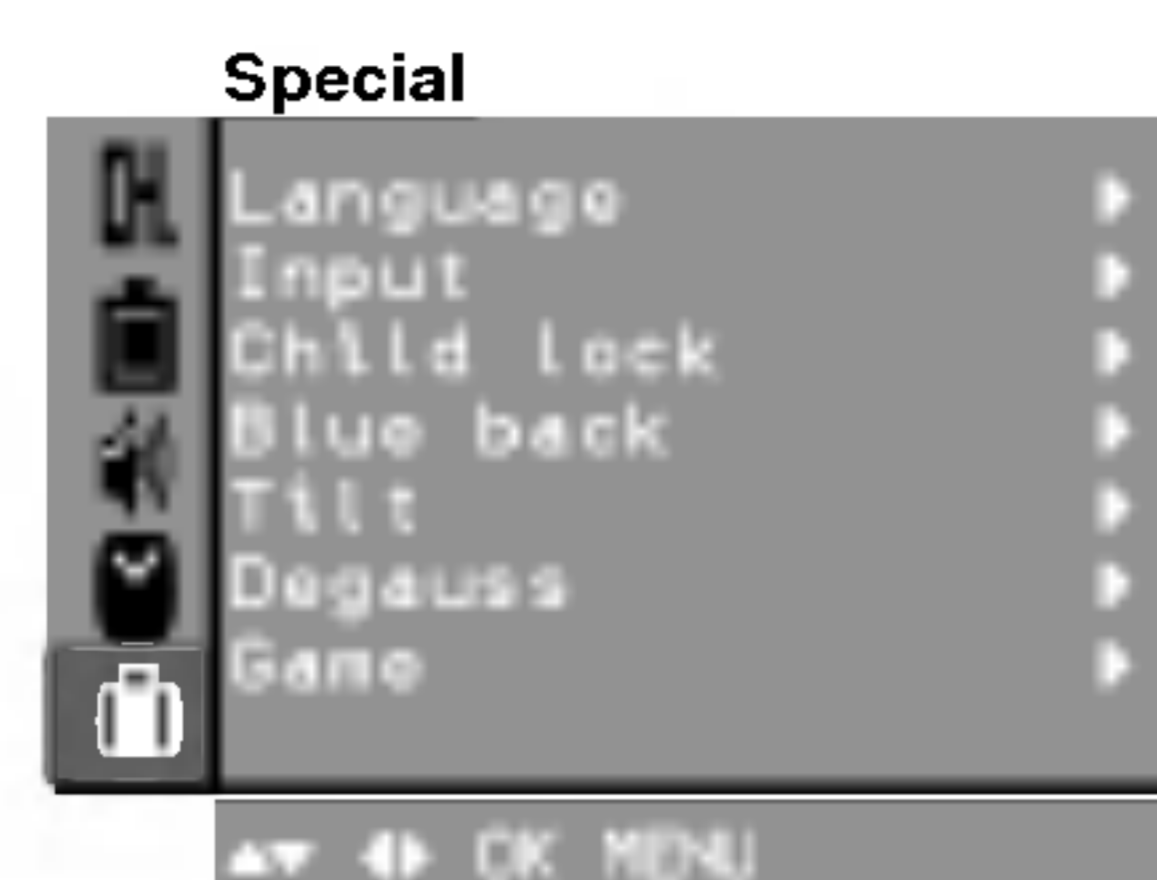 Special
Language
Input
Child lock
Blue back
Tilt
Degauss
Game
▲▼ ◀▶ OK MENU